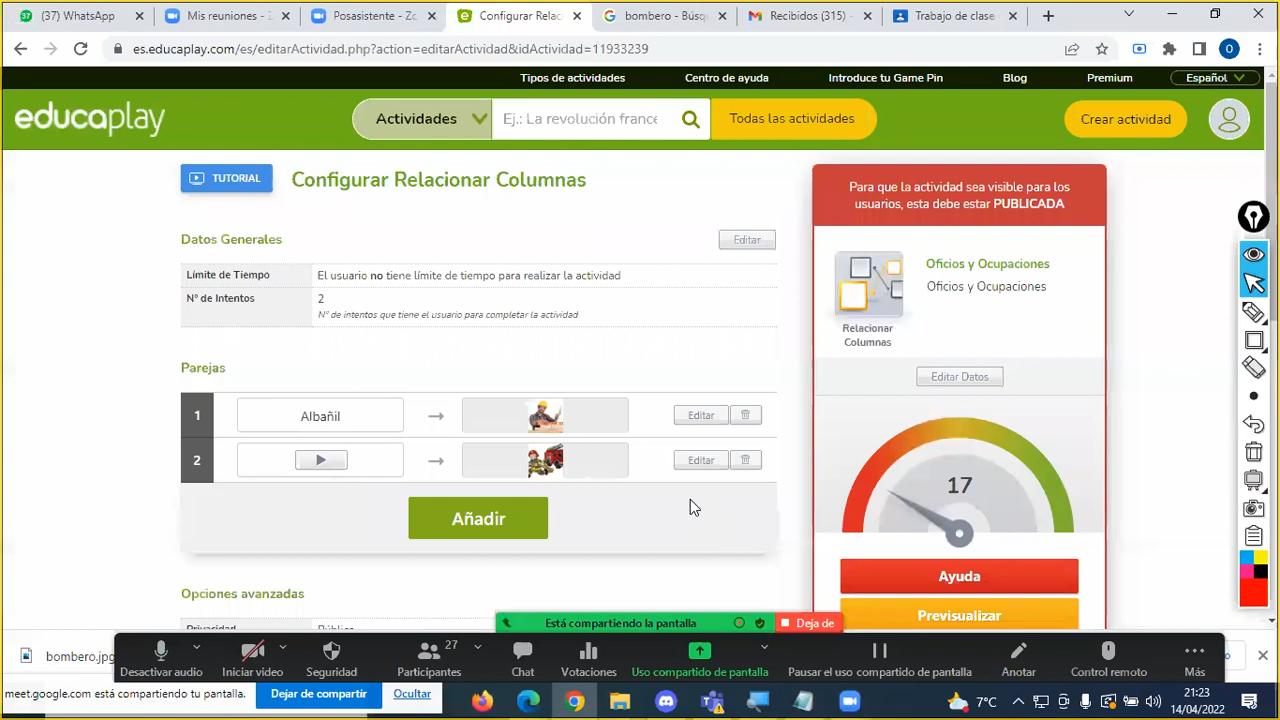 (37) WhatsApp
Mis reuniones - Z
Posasistente - Zo
Configurar Relac
bombero - Búsq
Recibidos (315) -
Trabajo de clase
es.educaplay.com/es/editarActividad.php?action=editarActividad&idActividad=11933239
Tipos de actividades
Centro de ayuda
Introduce tu Game Pin
Blog
Premium
Español
educaplay
Actividades
Ej.: La revolución france
Todas las actividades
Crear actividad
TUTORIAL
Configurar Relacionar Columnas
Datos Generales
Editar
Límite de Tiempo
El usuario no tiene límite de tiempo para realizar la actividad
Nº de Intentos
2
Nº de intentos que tiene el usuario para completar la actividad
Parejas
1
Albañil
Editar
2
Editar
Añadir
Opciones avanzadas
Privacidad
Público
Para que la actividad sea visible para los
usuarios, esta debe estar PUBLICADA
Oficios y Ocupaciones
Oficios y Ocupaciones
Relacionar
Columnas
Editar Datos
17
Ayuda
Previsualizar
Está compartiendo la pantalla
Deja de
bombero.jpg
Desactivar audio
Iniciar video
Seguridad
27
Participantes
Chat
Votaciones
Uso compartido de pantalla
Pausar el uso compartido de pantalla
Anotar
Control remoto
Más
meet.google.com está compartiendo tu pantalla.
Dejar de compartir
Ocultar
7°C
21:23
14/04/2022